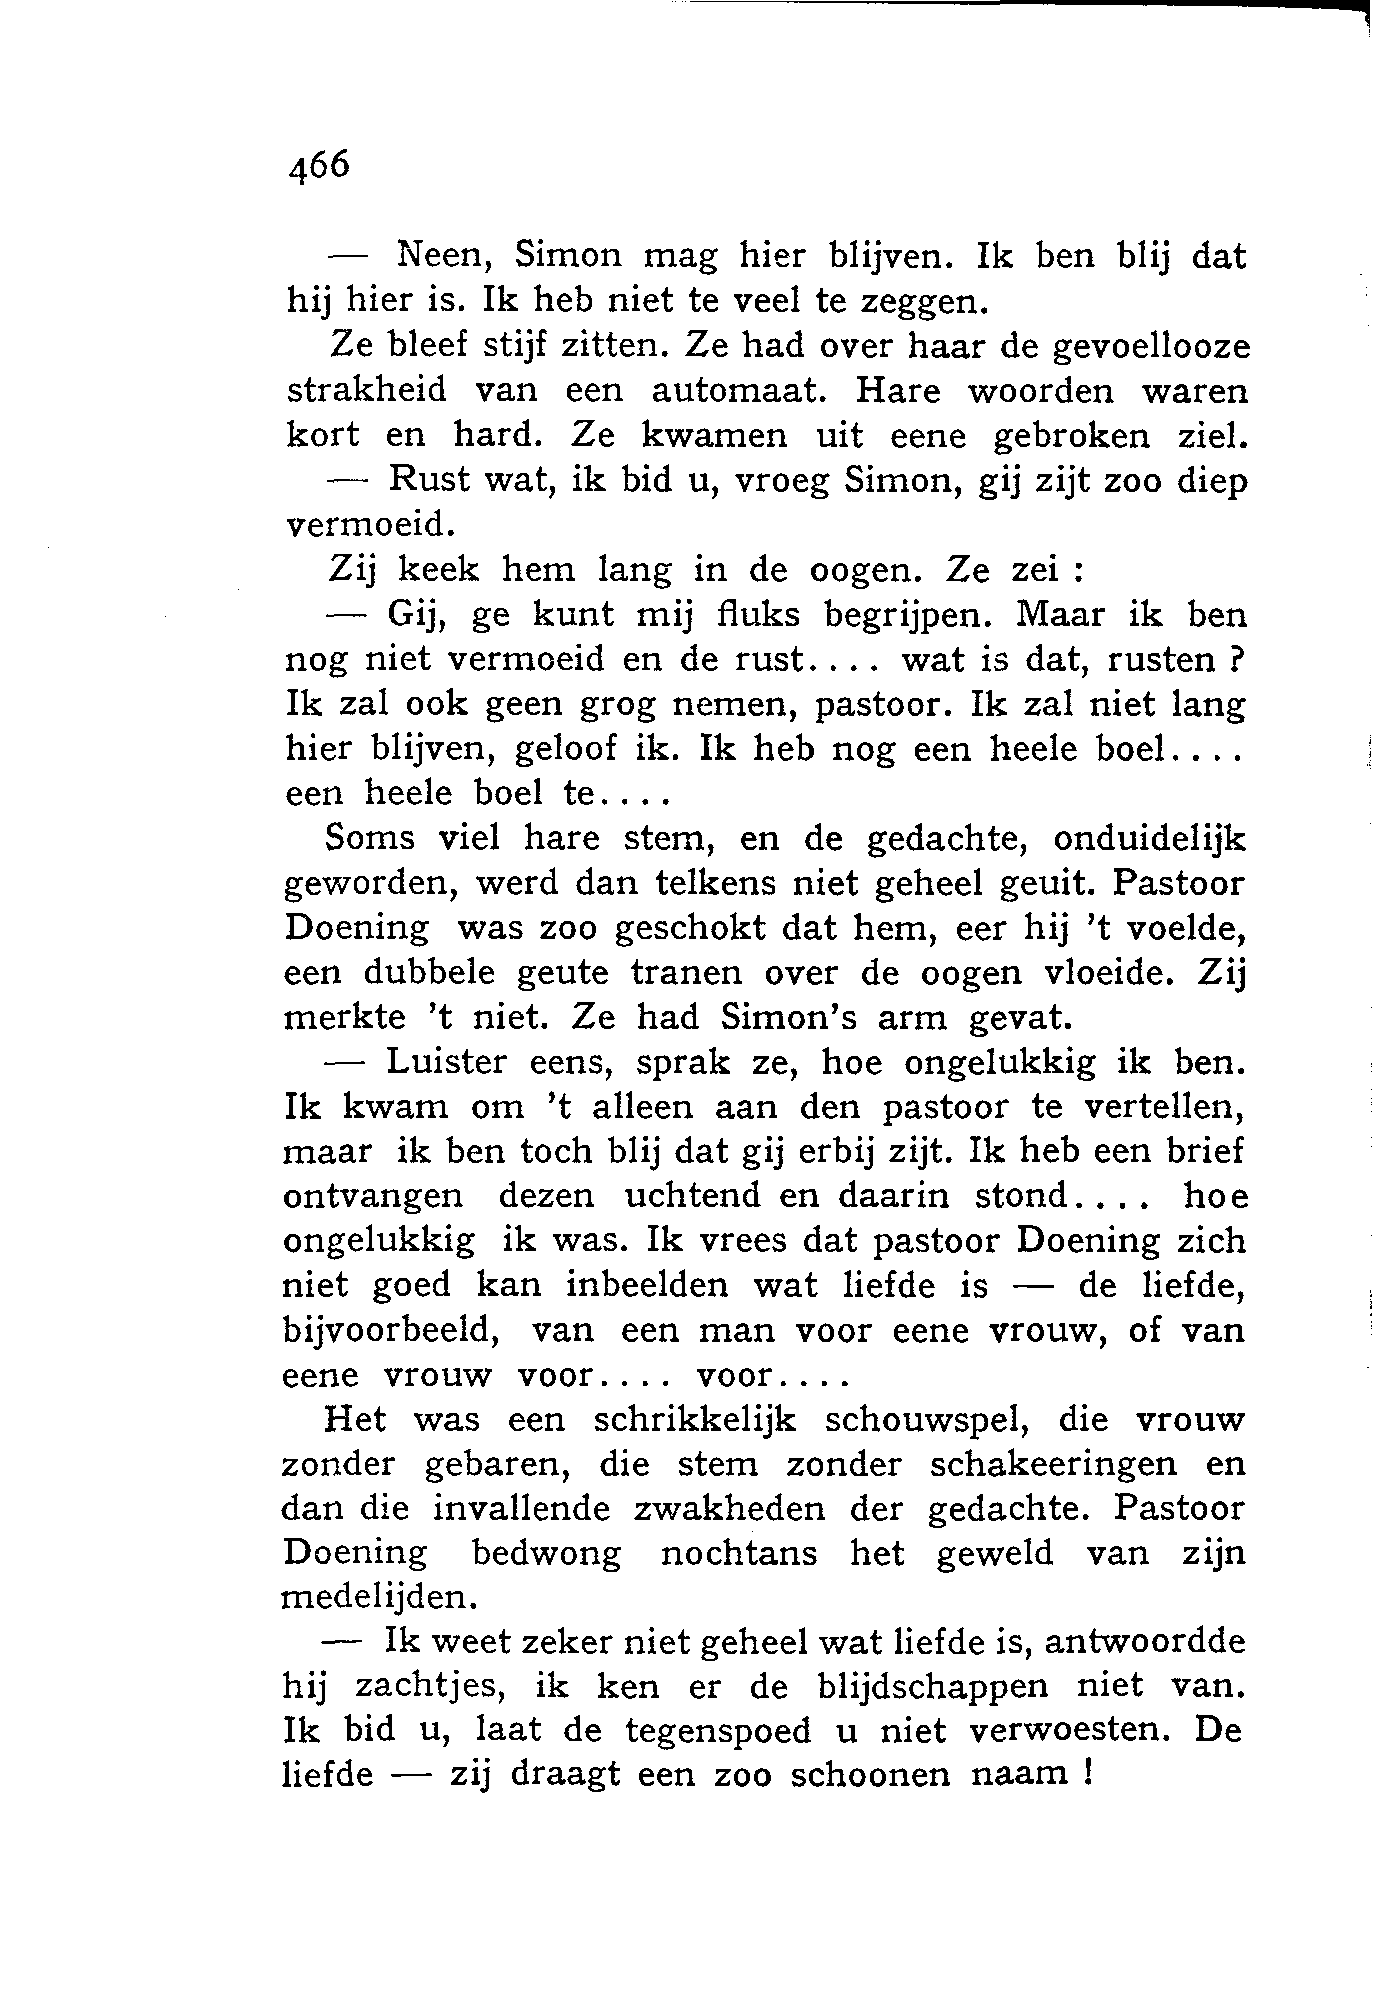 466
— Neen, Simon mag hier blijven. Ik ben blij dat
hij hier is. Ik heb niet te veel te zeggen.
Ze bleef stijf zitten. Ze had over haar de gevoellooze
strakheid van een automaat. Hare woorden waren
kort en hard. Ze kwamen uit eene gebroken ziel.
— Rust wat, ik bid u, vroeg Simon, gij zijt zoo diep
vermoeid.
Zij keek hem lang in de oogen. Ze zei :
— Gij, ge kunt mij fluks begrijpen. Maar ik ben
nog niet vermoeid en de rust.... wat is dat, rusten ?
Ik zal ook geen grog nemen, pastoor. Ik zal niet lang
hier blijven, geloof ik. Ik heb nog een heele boel....
een heele boel te....
Soms viel hare stem, en de gedachte, onduidelijk
geworden, werd dan telkens niet geheel geuit. Pastoor
Doening was zoo geschokt dat hem, eer hij 't voelde,
een dubbele geute tranen over de oogen vloeide. Zij
merkte 't niet. Ze had Simon's arm gevat.
— Luister eens, sprak ze, hoe ongelukkig ik ben.
Ik kwam om 't alleen aan den pastoor te vertellen,
maar ik ben toch blij dat gij erbij zijt. Ik heb een brief
ontvangen dezen uchtend en daarin stond.... hoe
ongelukkig ik was. Ik vrees dat pastoor Doening zich
niet goed kan inbeelden wat liefde is — de liefde,
bijvoorbeeld, van een man voor eene vrouw, of van
eene vrouw voor.... voor....
Het was een schrikkelijk schouwspel, die vrouw
zonder gebaren, die stem zonder schakeeringen en
dan die invallende zwakheden der gedachte. Pastoor
Doening bedwong nochtans het geweld van zijn
medelijden.
— Ik weet zeker niet geheel wat liefde is, antwoordde
hij zachtjes, ik ken er de blijdschappen niet van.
Ik bid u, laat de tegenspoed u niet verwoesten. De
liefde — zij draagt een zoo schoonen naam !